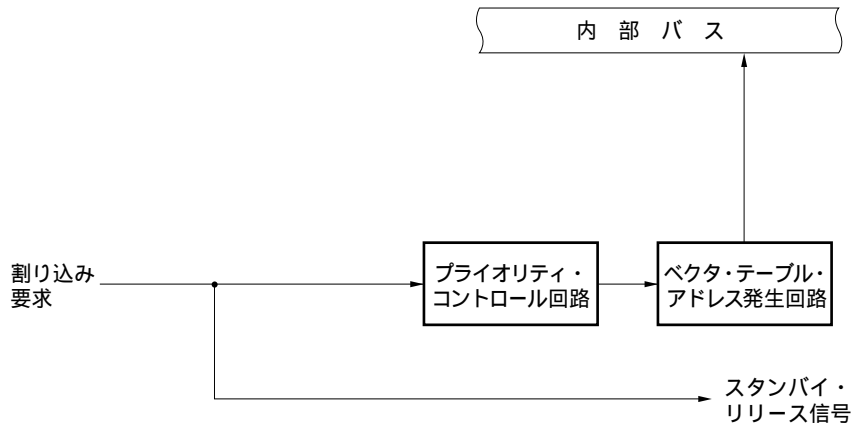 内 部 バ ス
割り込み
要求
プライオリティ・
コントロール回路
ベクタ・テーブル・
アドレス発生回路
スタンバイ・
リリース信号